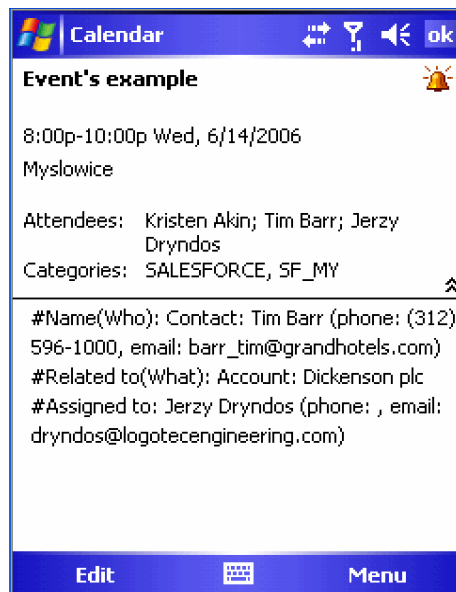 Calendar ok
Event's example
8:00p-10:00p Wed, 6/14/2006
Myslowice
Attendees: Kristen Akin; Tim Barr; Jerzy
Dryndos
Categories: SALESFORCE, SF_MY
#Name(Who): Contact: Tim Barr (phone: (312)
596-1000, email: barr_tim@grandhotels.com)
#Related to(What): Account: Dickenson plc
#Assigned to: Jerzy Dryndos (phone: , email:
dryndos@logotecengineering.com)
Edit Menu